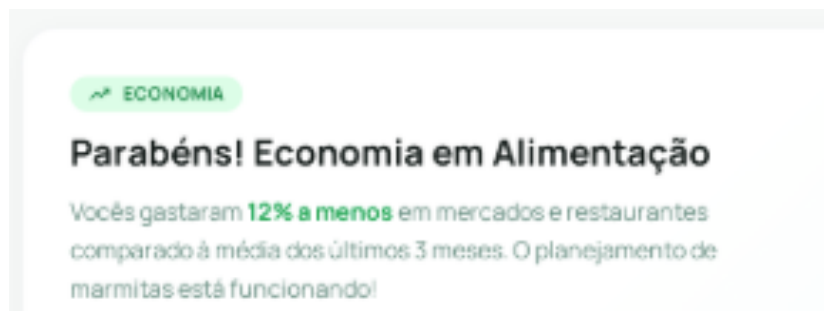 ECONOMIA
Parabéns! Economia em Alimentação
Vocês gastaram 12% a menos em mercados e restaurantes
comparado à média dos últimos 3 meses. O planejamento de
marmitas está funcionando!